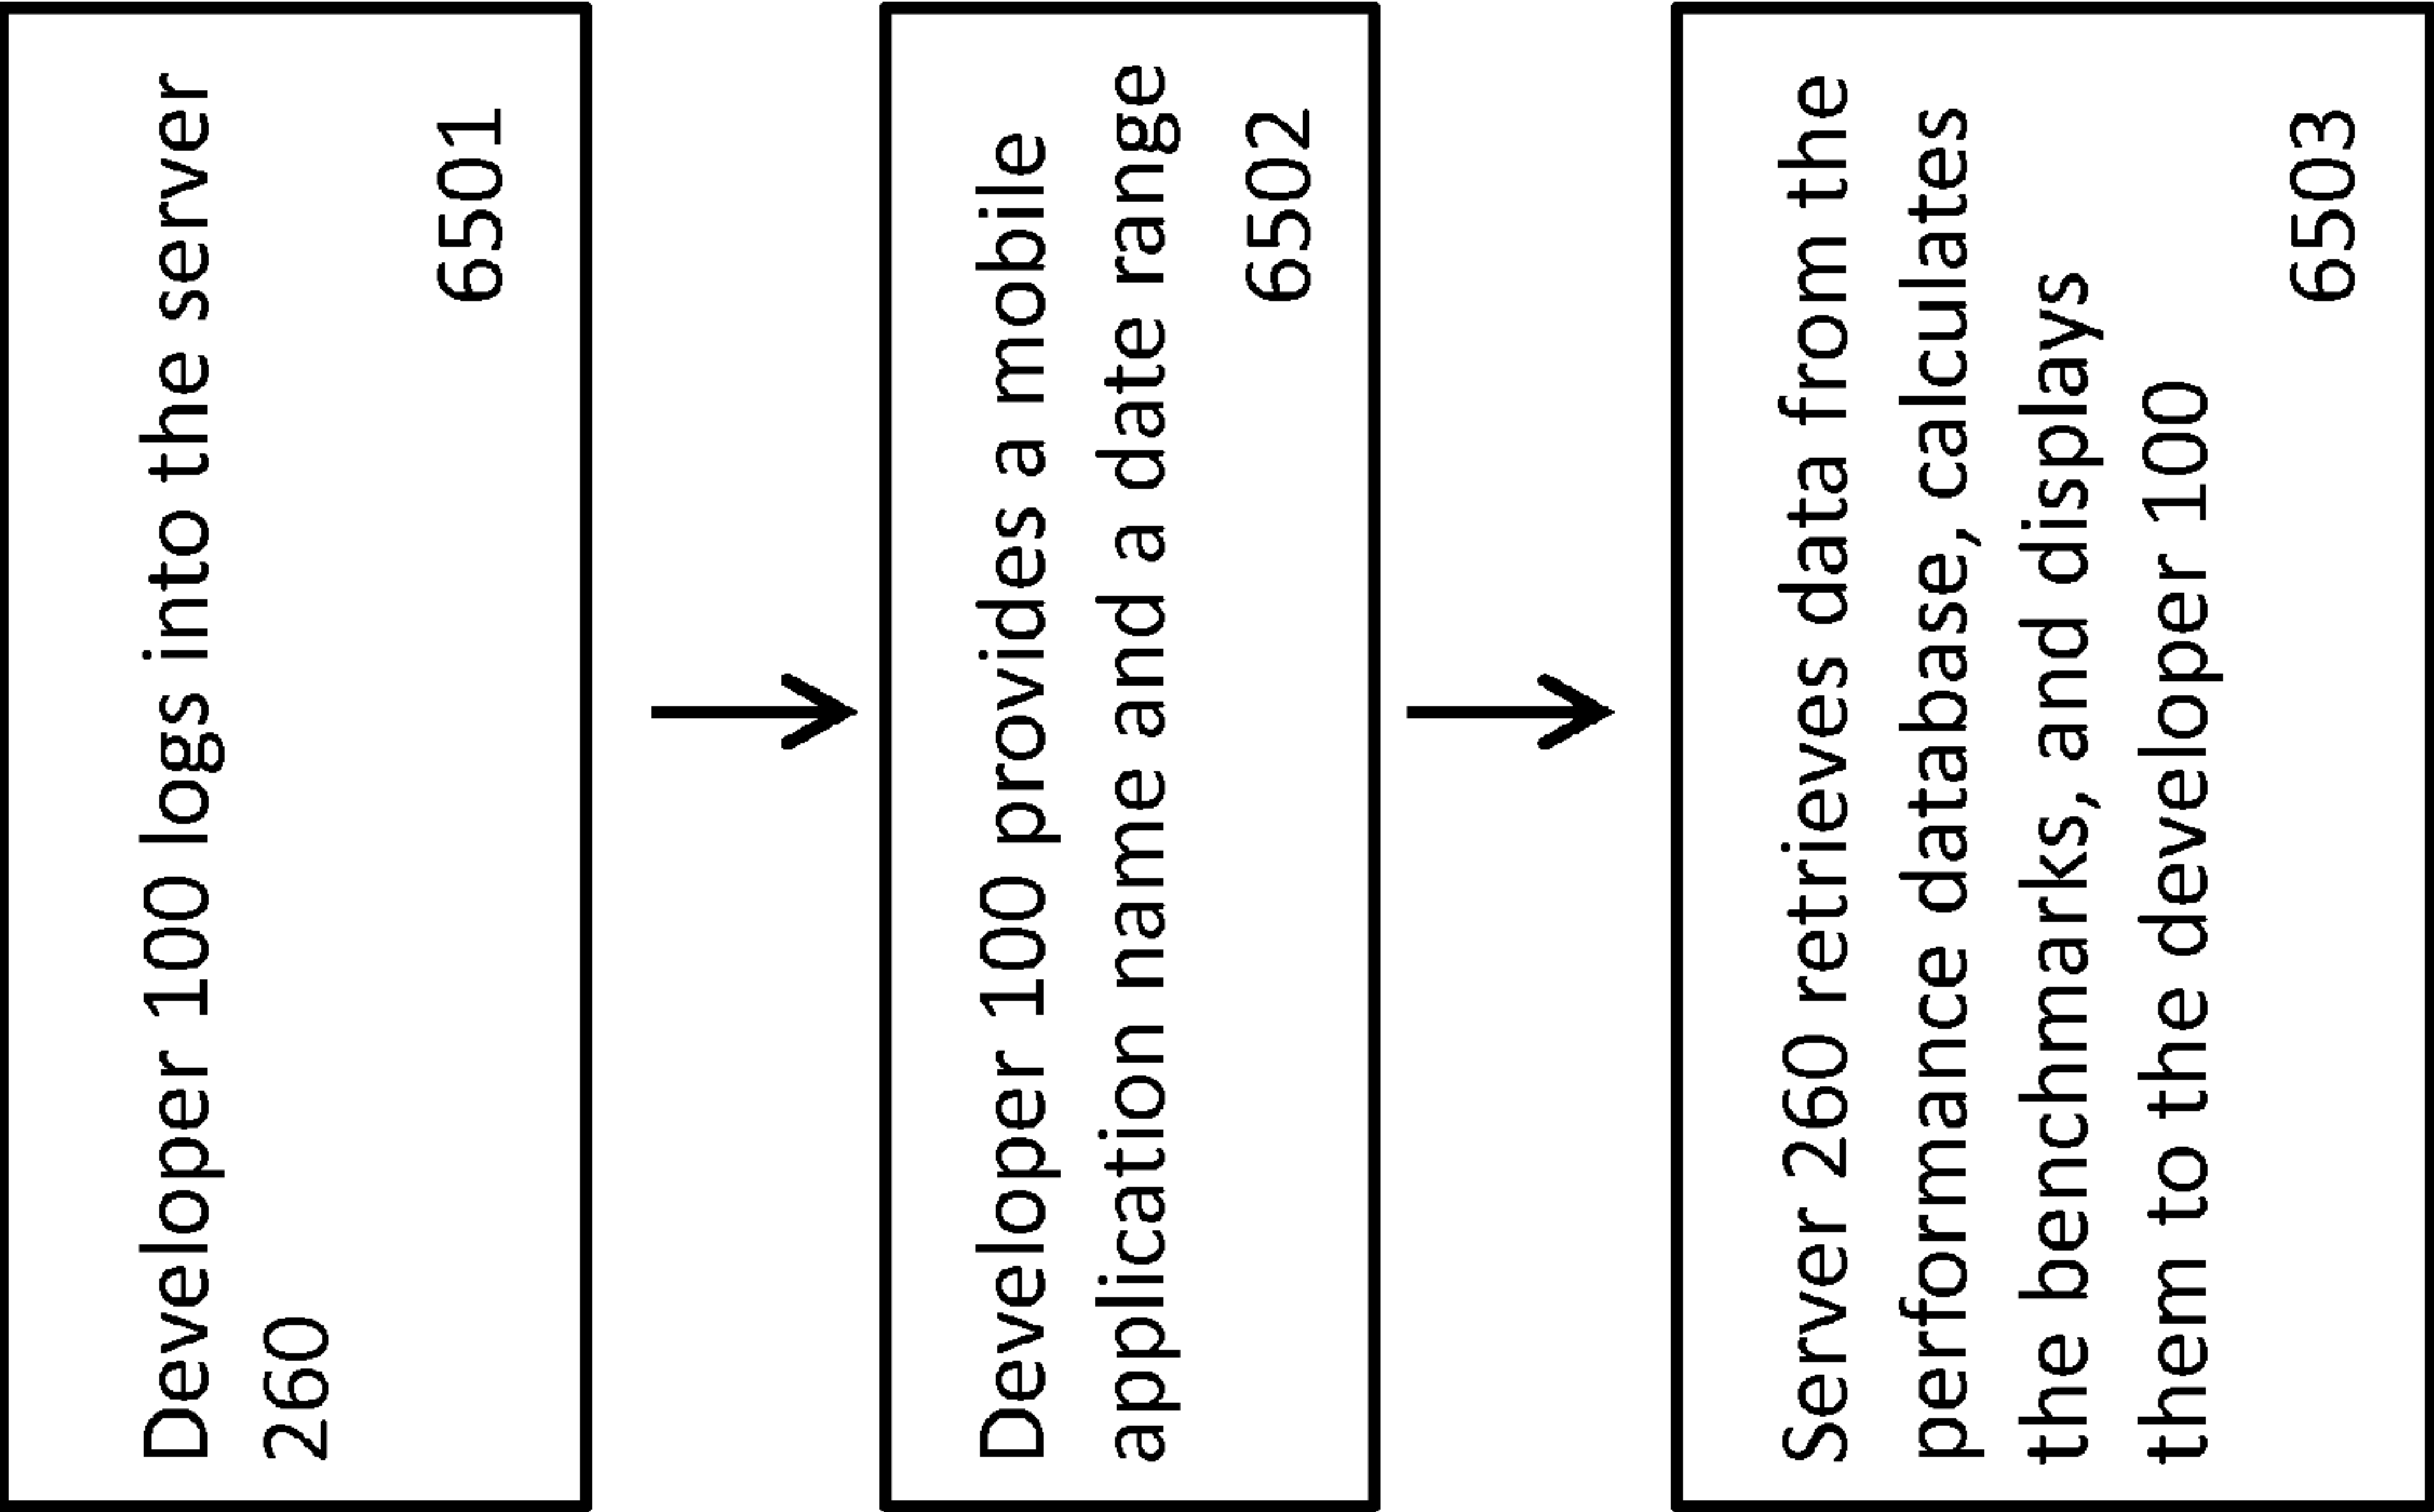 Developer 100 logs into the server
260
6501
Developer 100 provides a mobile
application name and a date range
6502
Server 260 retrieves data from the
performance database, calculates
the benchmarks, and displays
them to the developer 100
6503